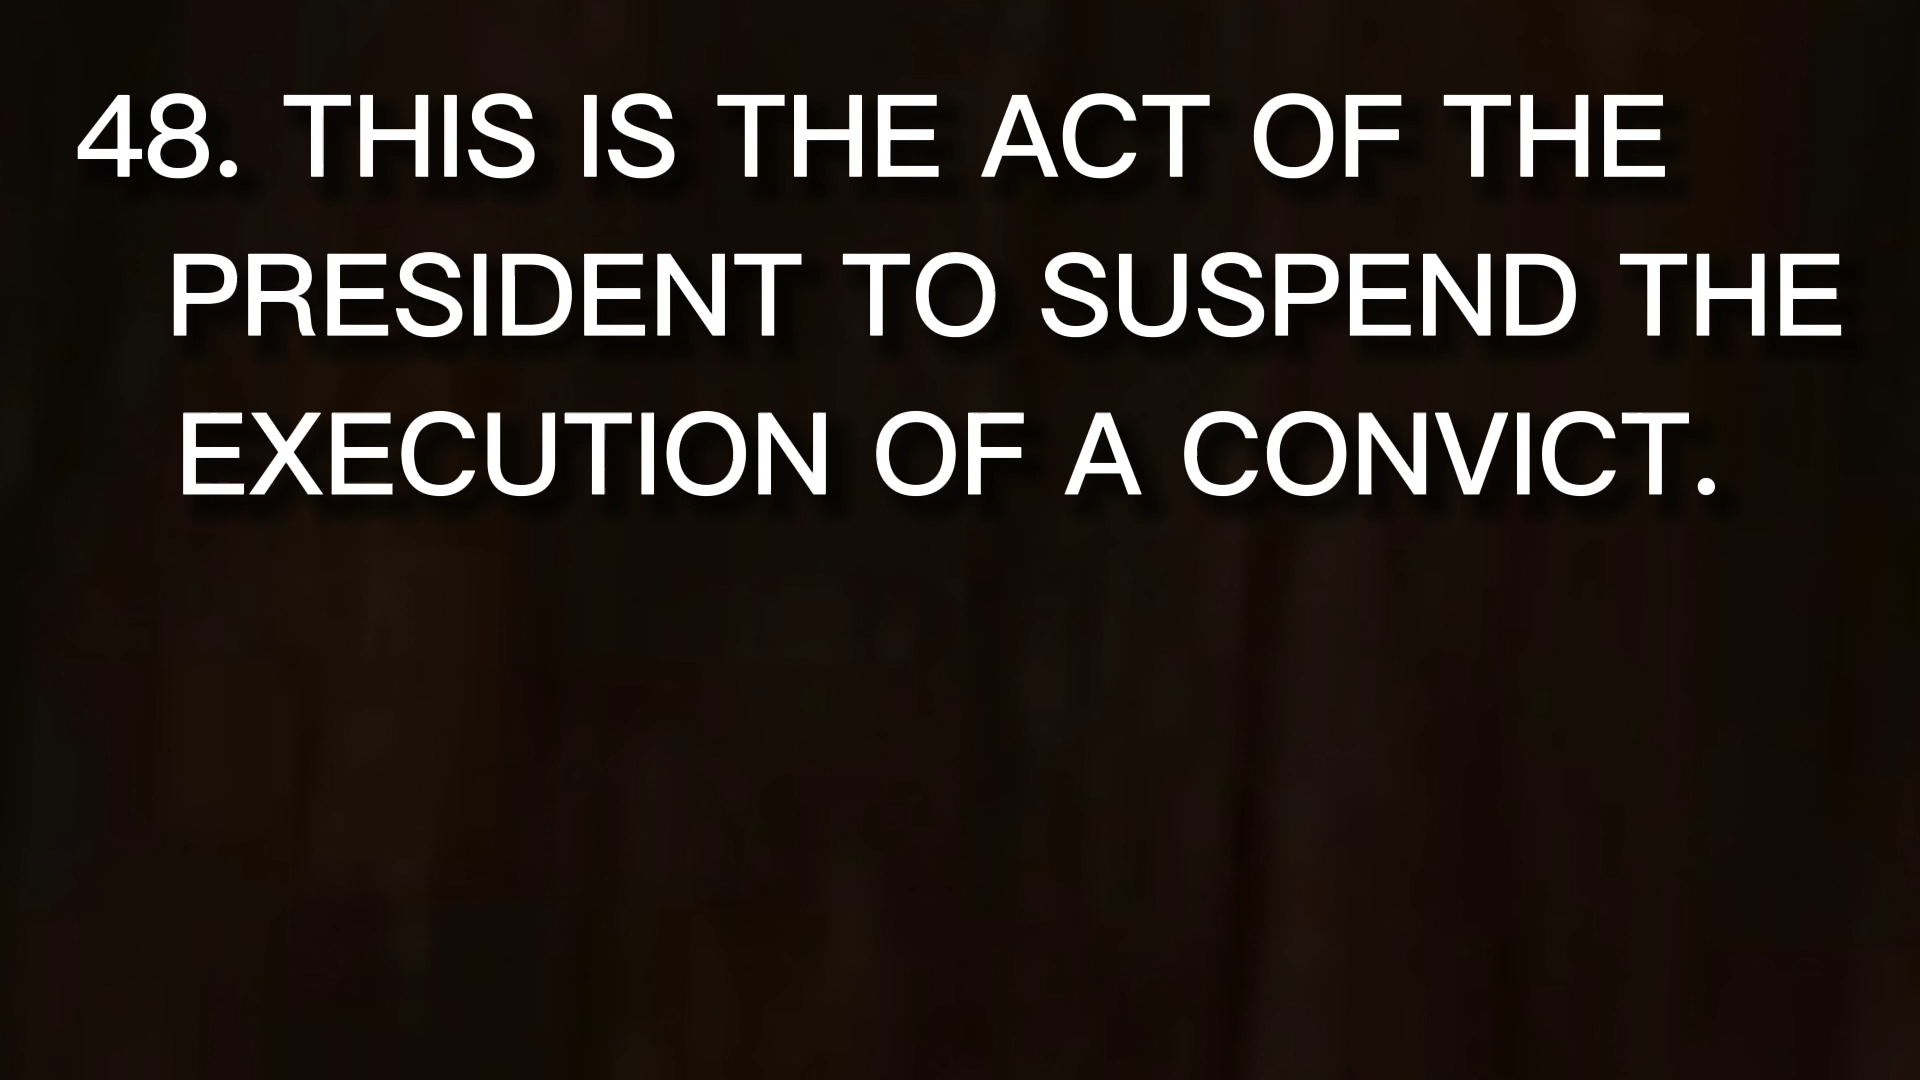 48. THIS IS THE ACT OF THE
PRESIDENT TO SUSPEND THE
EXECUTION OF A CONVICT.